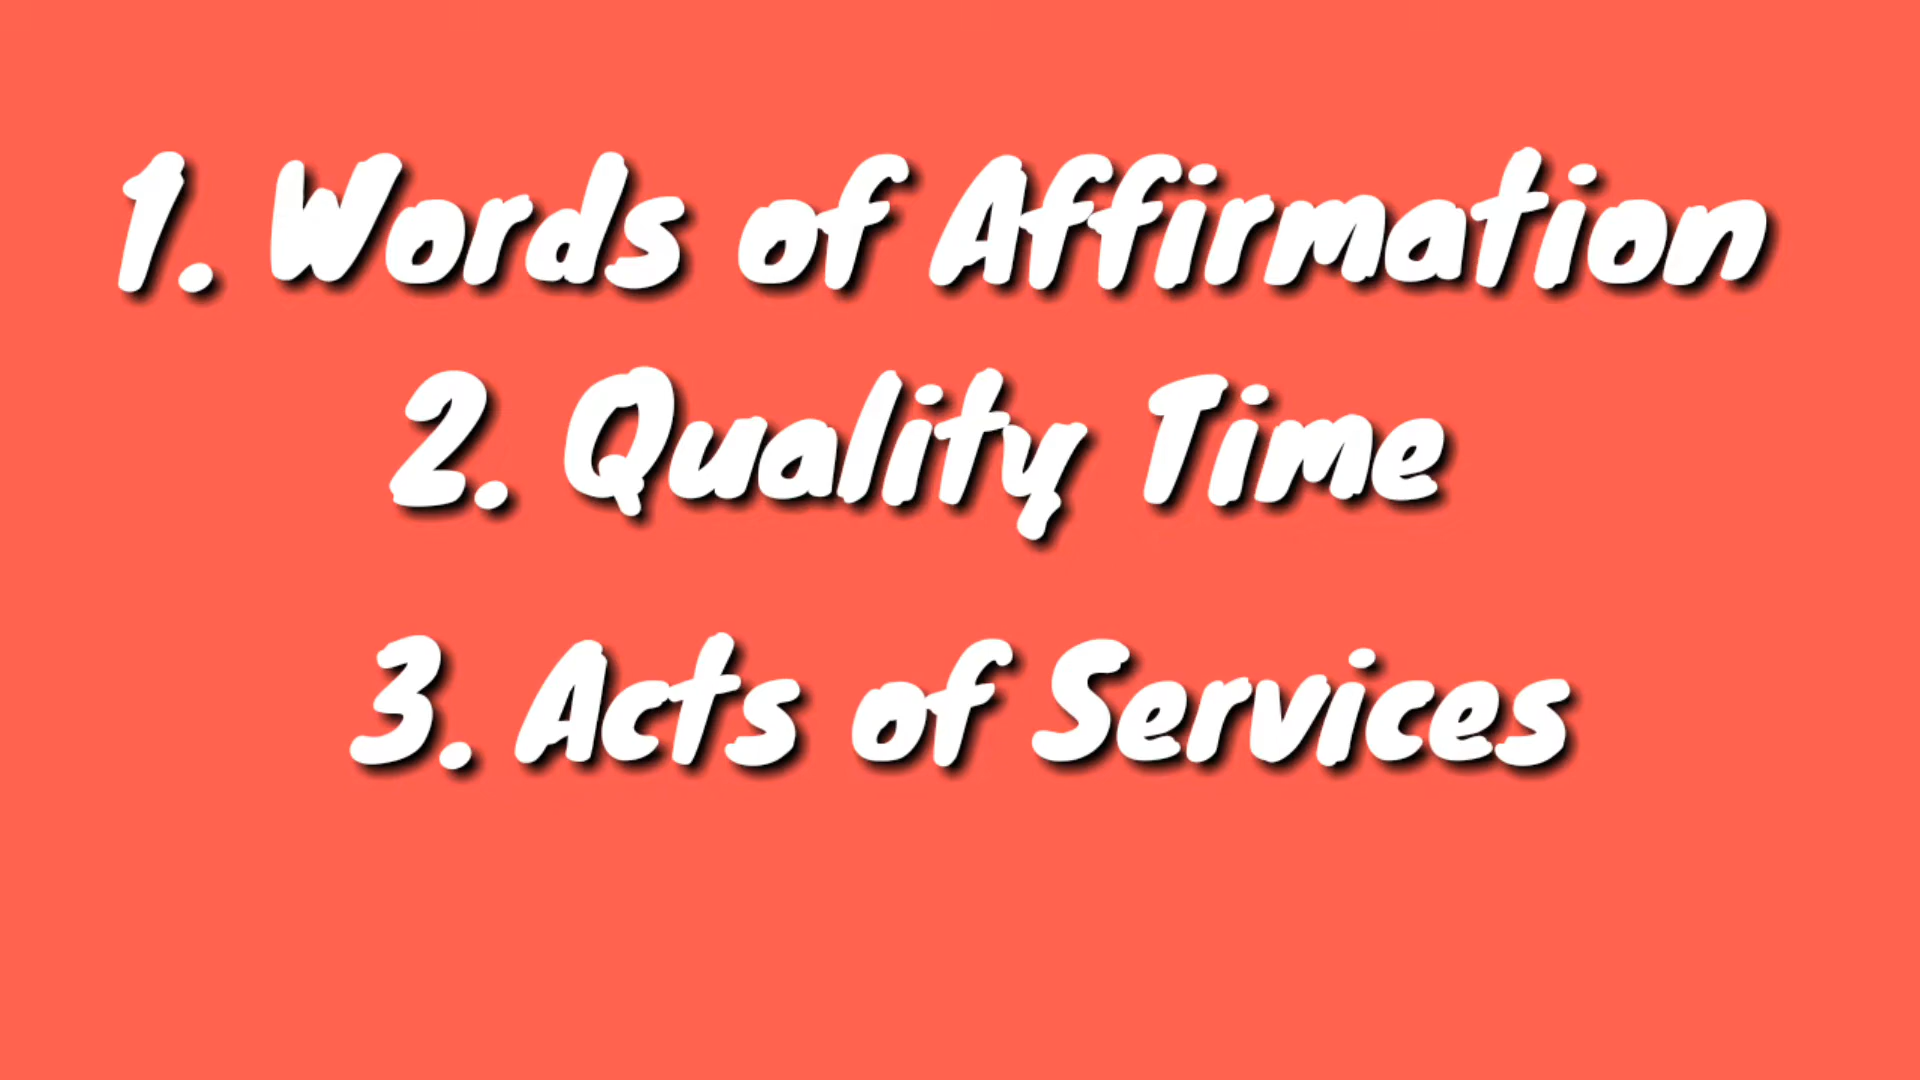 1. Words of Affirmation
2. Quality Time
3. Acts of Services